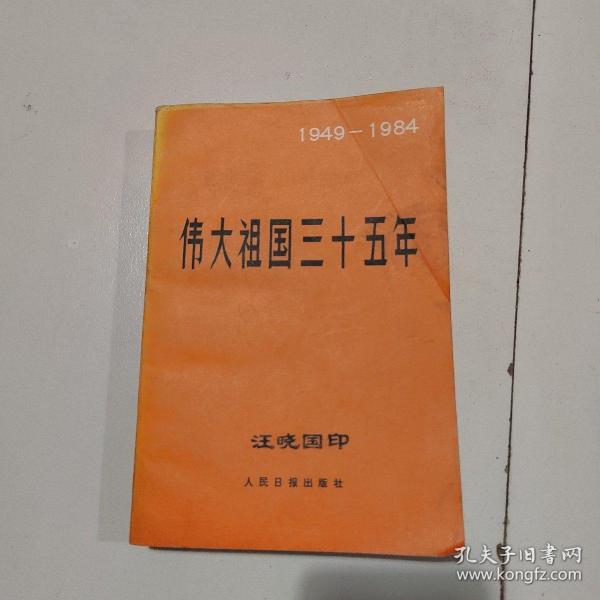 1949-1984
伟大祖国三十五年
汪晓国印
人民日报出版社
孔夫子旧書网
www.kongfz.com